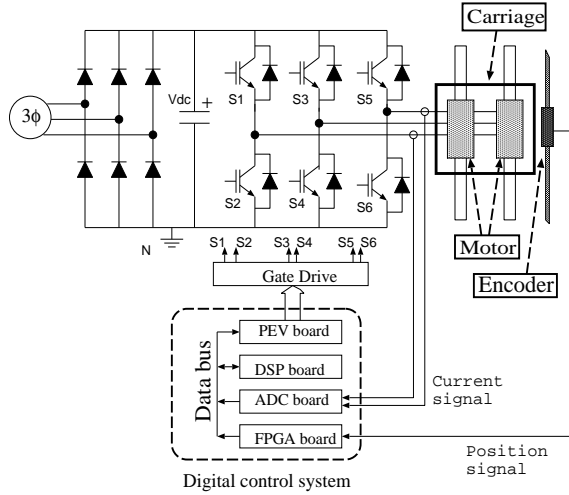 Carriage
Vdc
+
S1
S3
S5
3ϕ
S2
S4
S6
N
S1
S2
S3
S4
S5
S6
Motor
Encoder
Gate Drive
Data bus
PEV board
DSP board
ADC board
FPGA board
Current
signal
Position
signal
Digital control system